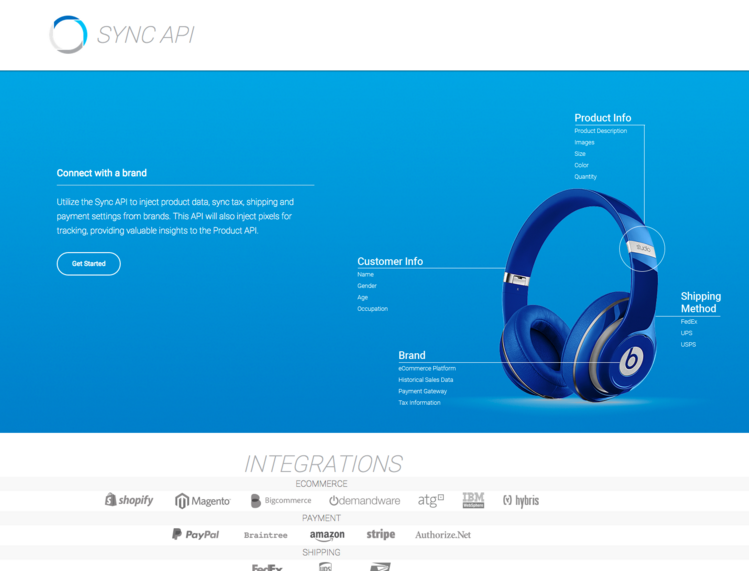 SYNC API
Connect with a brand
Utilize the Sync API to inject product data, sync tax, shipping and
payment settings from brands. This API will also inject pixels for
tracking, providing valuable insights to the Product API.
Get Started
Product Info
Product Description
Images
Size
Color
Quantity
studio
Customer Info
Name
Gender
Age
Occupation
Shipping
Method
FedEx
UPS
USPS
Brand
eCommerce Platform
Historical Sales Data
Payment Gateway
Tax Information
b
INTEGRATIONS
ECOMMERCE
shopify Magento Bigcommerce demandware atg IBM hybris
PAYMENT
PayPal Braintree amazon stripe Authorize.Net
SHIPPING
FedEx UPS